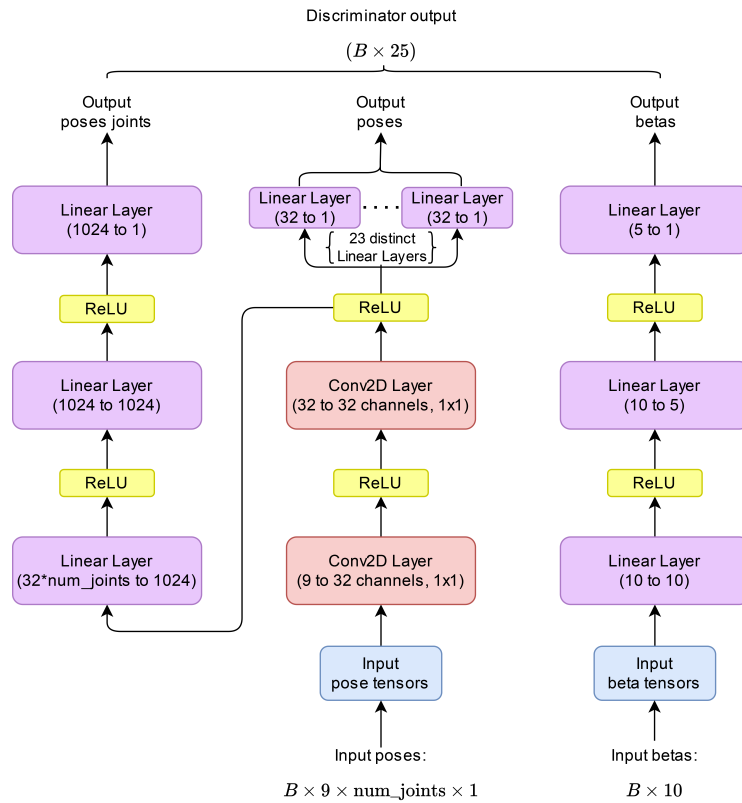 Discriminator output
(B × 25)
Output
poses joints
Output
poses
Output
betas
Linear Layer
(1024 to 1)
Linear Layer
(32 to 1)
. . . .
Linear Layer
(32 to 1)
{ 23 distinct
Linear Layers }
Linear Layer
(5 to 1)
ReLU
ReLU
ReLU
Linear Layer
(1024 to 1024)
Conv2D Layer
(32 to 32 channels, 1x1)
Linear Layer
(10 to 5)
ReLU
ReLU
ReLU
Linear Layer
(32*num_joints to 1024)
Conv2D Layer
(9 to 32 channels, 1x1)
Linear Layer
(10 to 10)
Input
pose tensors
Input
beta tensors
Input poses:
B × 9 × num_joints × 1
Input betas:
B × 10